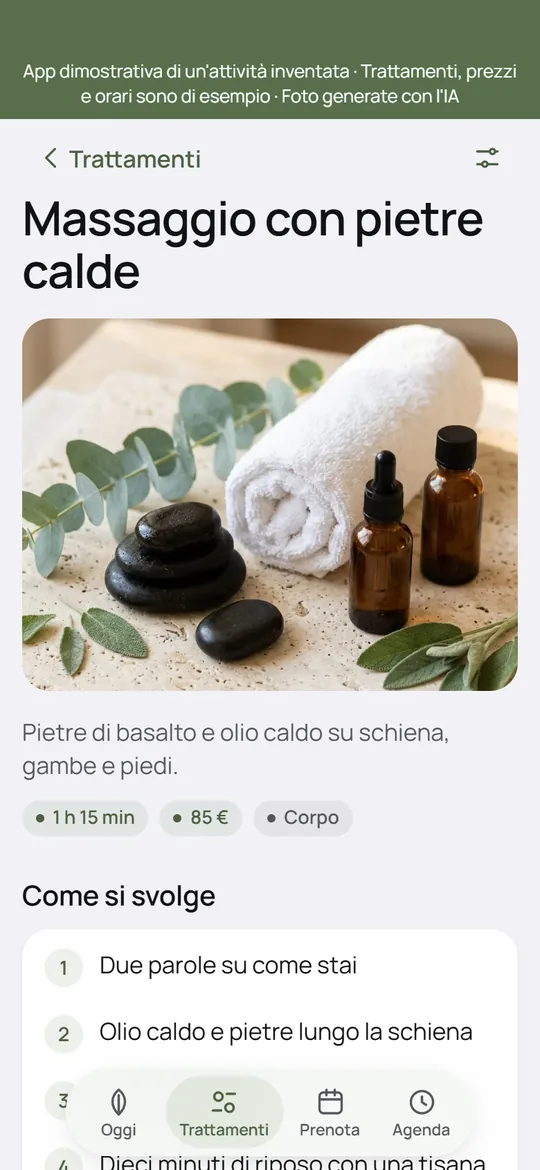 App dimostrativa di un'attività inventata · Trattamenti, prezzi
e orari sono di esempio · Foto generate con l'IA
Trattamenti
Massaggio con pietre
calde
Pietre di basalto e olio caldo su schiena,
gambe e piedi.
1 h 15 min
85 €
Corpo
Come si svolge
1 Due parole su come stai
2 Olio caldo e pietre lungo la schiena
3
Oggi
Trattamenti
Prenota
Agenda
4 Dieci minuti di riposo con una tisana